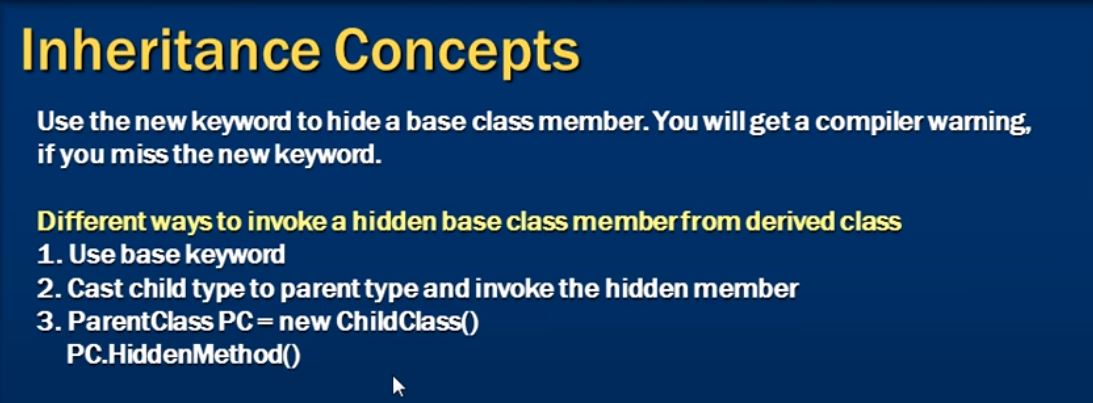 Inheritance Concepts
Use the new keyword to hide a base class member. You will get a compiler warning,
if you miss the new keyword.
Different ways to invoke a hidden base class member from derived class
1. Use base keyword
2. Cast child type to parent type and invoke the hidden member
3. ParentClass PC = new ChildClass()
PC.HiddenMethod()